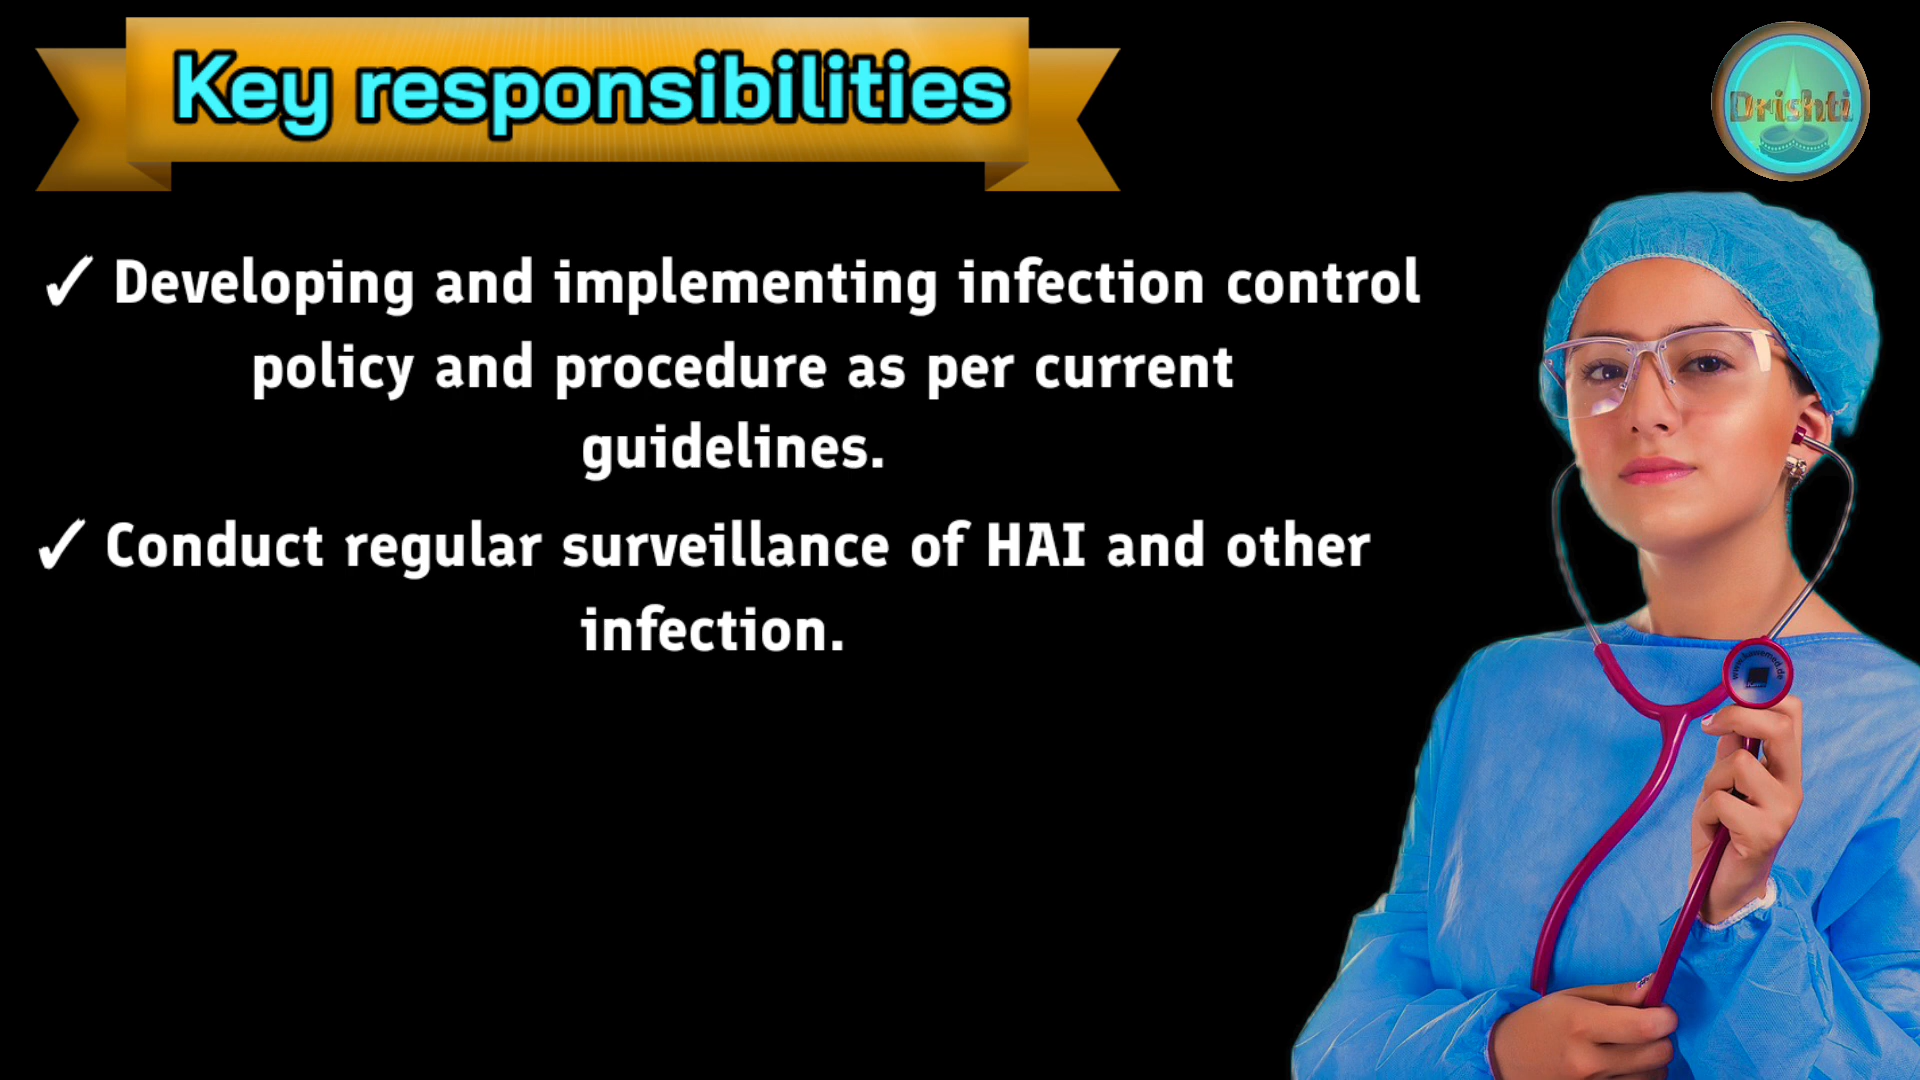 Key responsibilities
Drishti
✓ Developing and implementing infection control
policy and procedure as per current
guidelines.
✓ Conduct regular surveillance of HAI and other
infection.